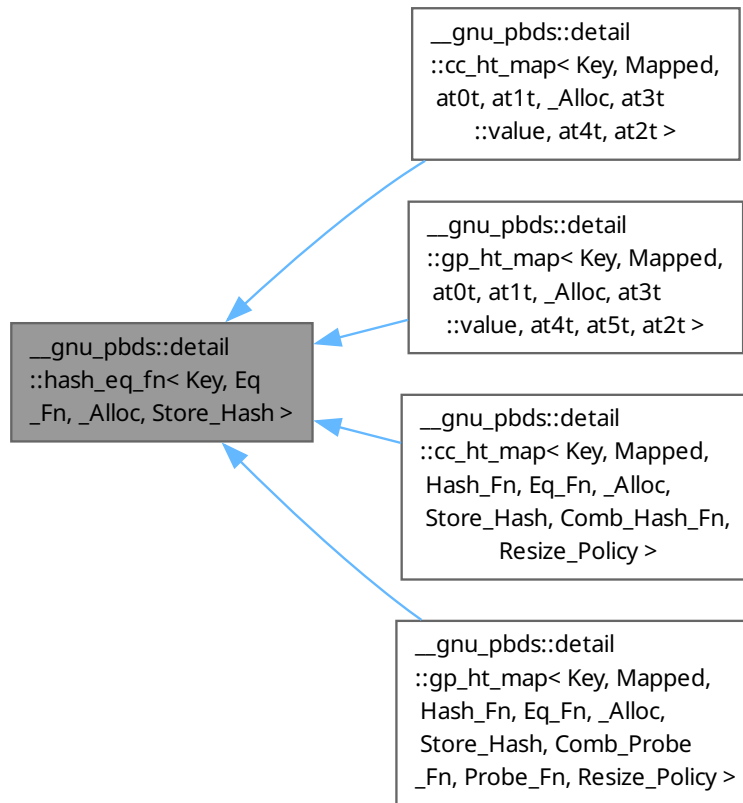 __gnu_pbds::detail
::cc_ht_map< Key, Mapped,
at0t, at1t, _Alloc, at3t
::value, at4t, at2t >
__gnu_pbds::detail
::gp_ht_map< Key, Mapped,
at0t, at1t, _Alloc, at3t
::value, at4t, at5t, at2t >
__gnu_pbds::detail
::hash_eq_fn< Key, Eq
_Fn, _Alloc, Store_Hash >
__gnu_pbds::detail
::cc_ht_map< Key, Mapped,
Hash_Fn, Eq_Fn, _Alloc,
Store_Hash, Comb_Hash_Fn,
Resize_Policy >
__gnu_pbds::detail
::gp_ht_map< Key, Mapped,
Hash_Fn, Eq_Fn, _Alloc,
Store_Hash, Comb_Probe
_Fn, Probe_Fn, Resize_Policy >